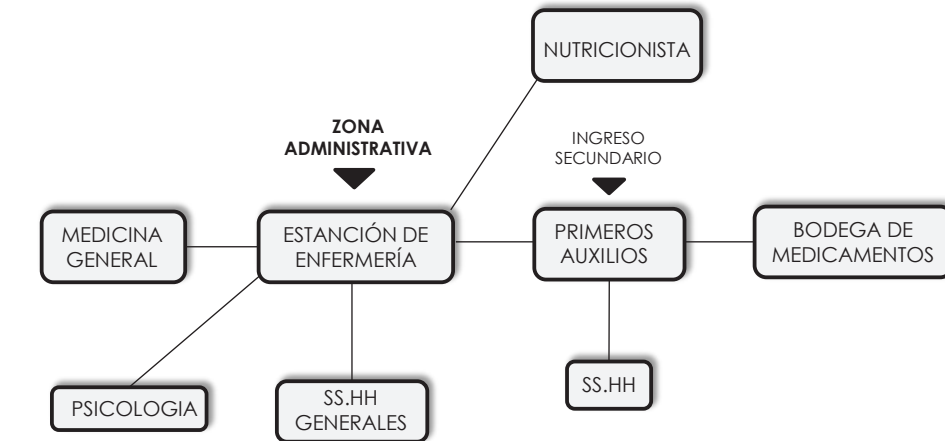 NUTRICIONISTA
ZONA
ADMINISTRATIVA
INGRESO
SECUNDARIO
MEDICINA
GENERAL
ESTANCIÓN DE
ENFERMERÍA
PRIMEROS
AUXILIOS
BODEGA DE
MEDICAMENTOS
PSICOLOGIA
SS.HH
GENERALES
SS.HH